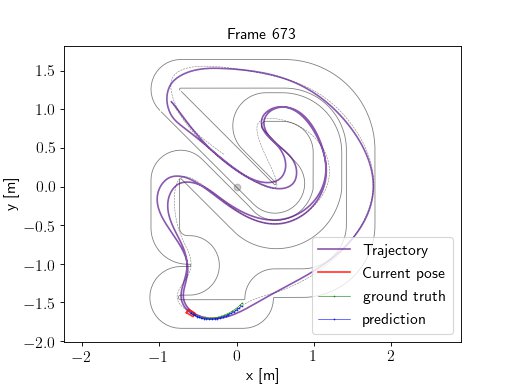 Frame 673
y [m]
1.5
1.0
0.5
0.0
−0.5
−1.0
−1.5
−2.0
Trajectory
Current pose
ground truth
prediction
−2
−1
0
1
2
x [m]